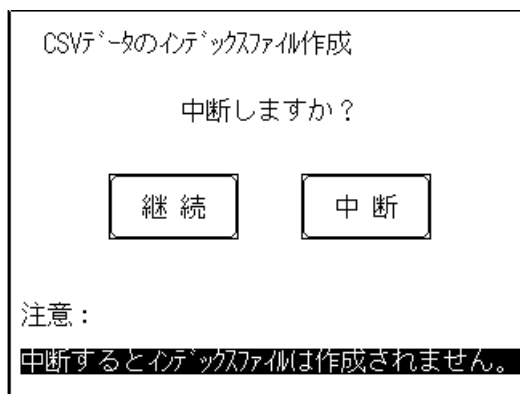 CSVﾃﾞｰﾀのｲﾝﾃﾞｯｸｽﾌｧｲﾙ作成
中断しますか？
継 続　中 断
注意：
中断するとｲﾝﾃﾞｯｸｽﾌｧｲﾙは作成されません。